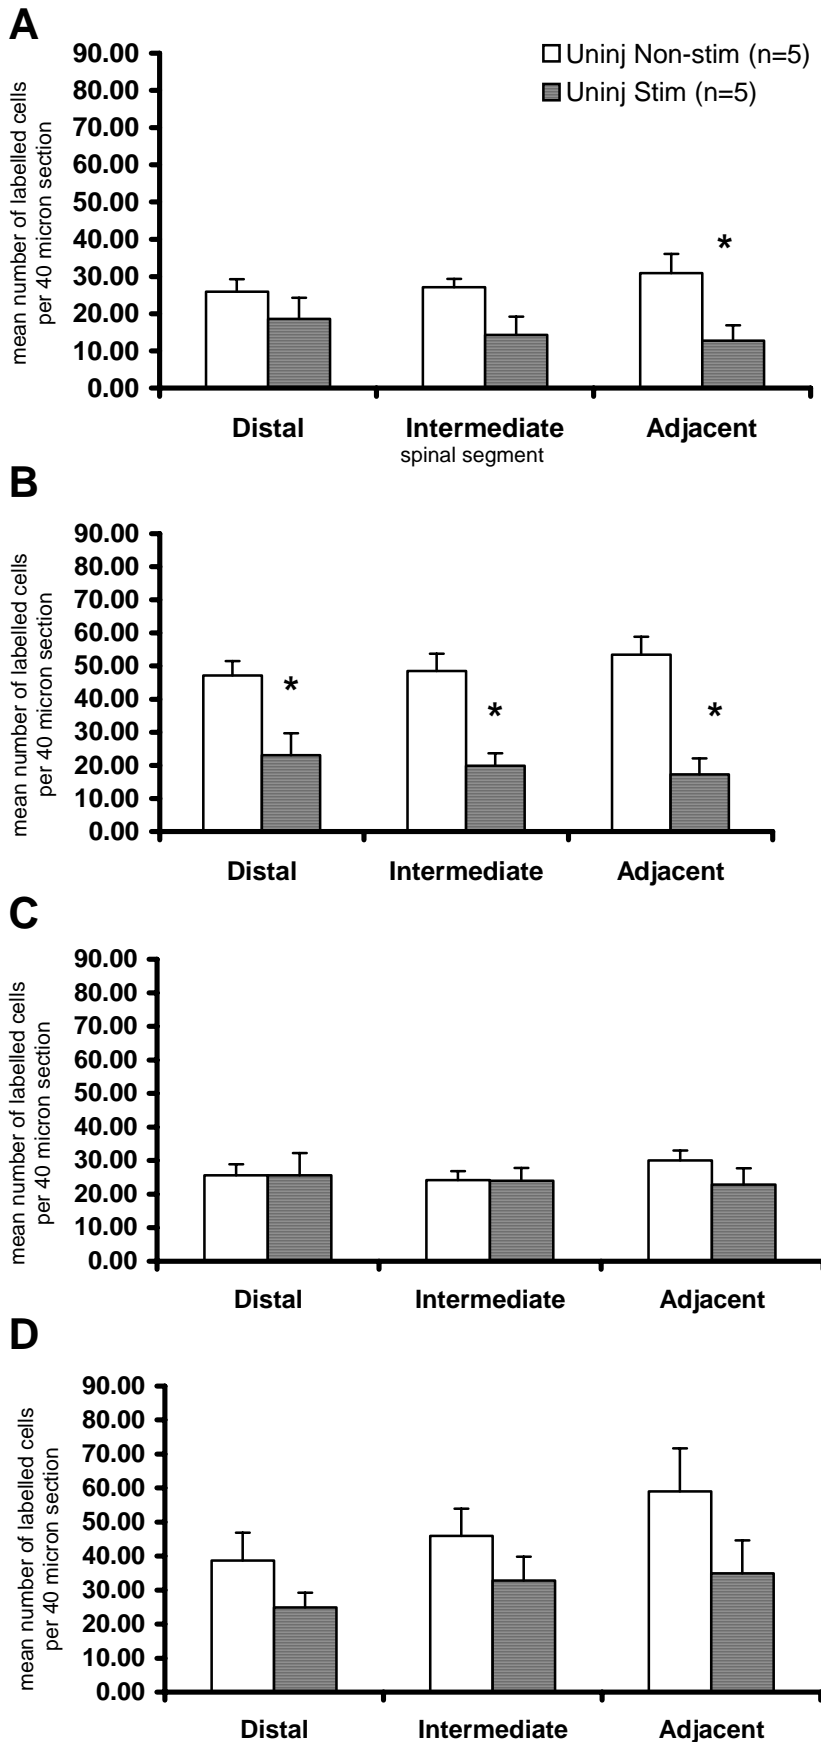 A
90.00
80.00
70.00
60.00
50.00
40.00
30.00
20.00
10.00
0.00
mean number of labelled cells
per 40 micron section
Uninj Non-stim (n=5)
Uninj Stim (n=5)
*
Distal Intermediate Adjacent
spinal segment
B
90.00
80.00
70.00
60.00
50.00
40.00
30.00
20.00
10.00
0.00
mean number of labelled cells
per 40 micron section
* * *
Distal Intermediate Adjacent
C
90.00
80.00
70.00
60.00
50.00
40.00
30.00
20.00
10.00
0.00
mean number of labelled cells
per 40 micron section
Distal Intermediate Adjacent
D
90.00
80.00
70.00
60.00
50.00
40.00
30.00
20.00
10.00
0.00
mean number of labelled cells
per 40 micron section
Distal Intermediate Adjacent